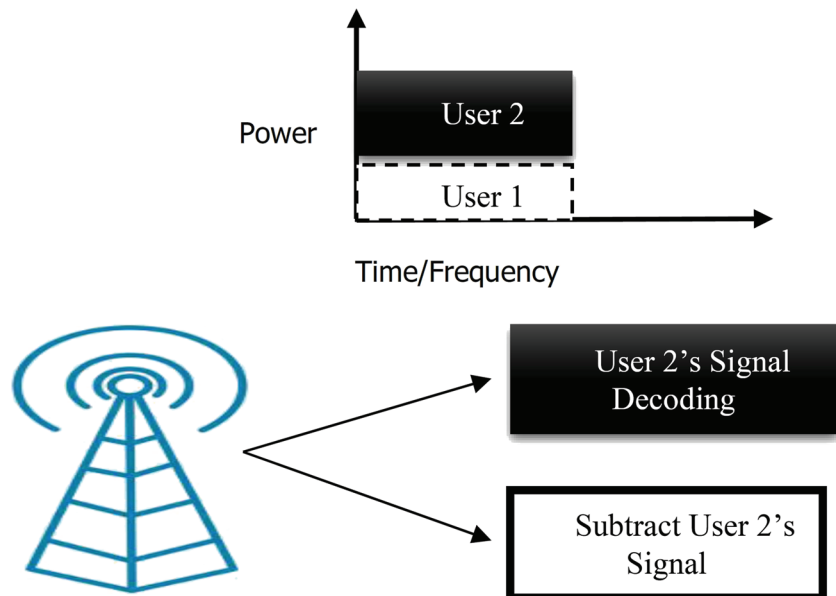 User 2
Power
User 1
Time/Frequency
User 2’s Signal
Decoding
Subtract User 2’s
Signal